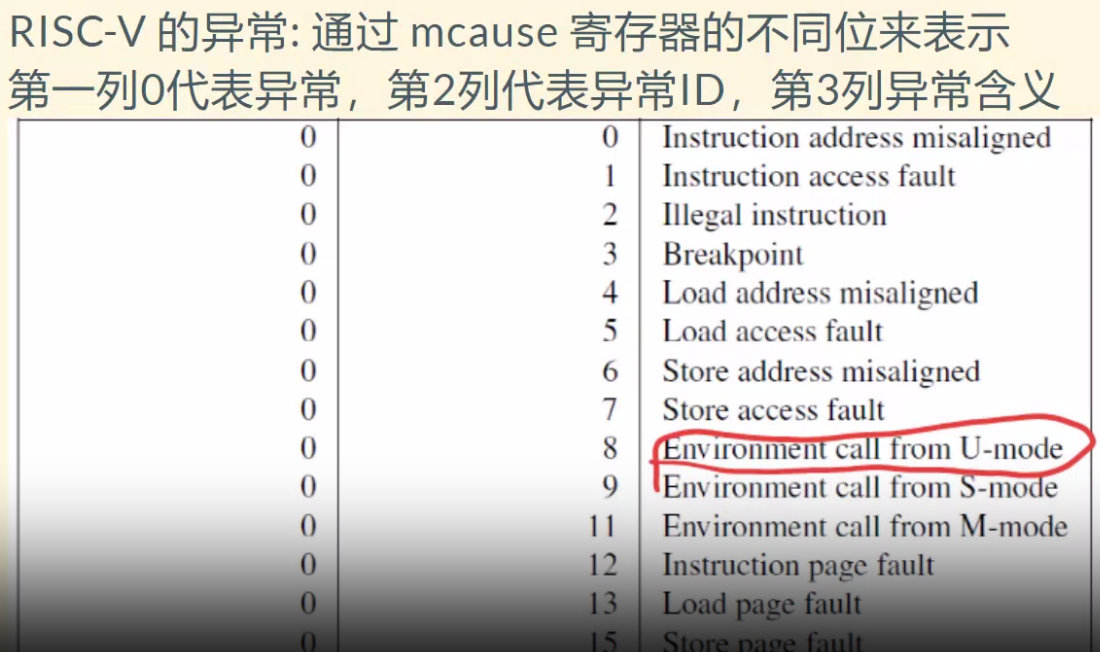 RISC-V 的异常: 通过 mcause 寄存器的不同位来表示
第一列0代表异常，第2列代表异常ID，第3列异常含义
0 0 Instruction address misaligned
0 1 Instruction access fault
0 2 Illegal instruction
0 3 Breakpoint
0 4 Load address misaligned
0 5 Load access fault
0 6 Store address misaligned
0 7 Store access fault
0 8 Environment call from U-mode
0 9 Environment call from S-mode
0 11 Environment call from M-mode
0 12 Instruction page fault
0 13 Load page fault
0 15 Store page fault